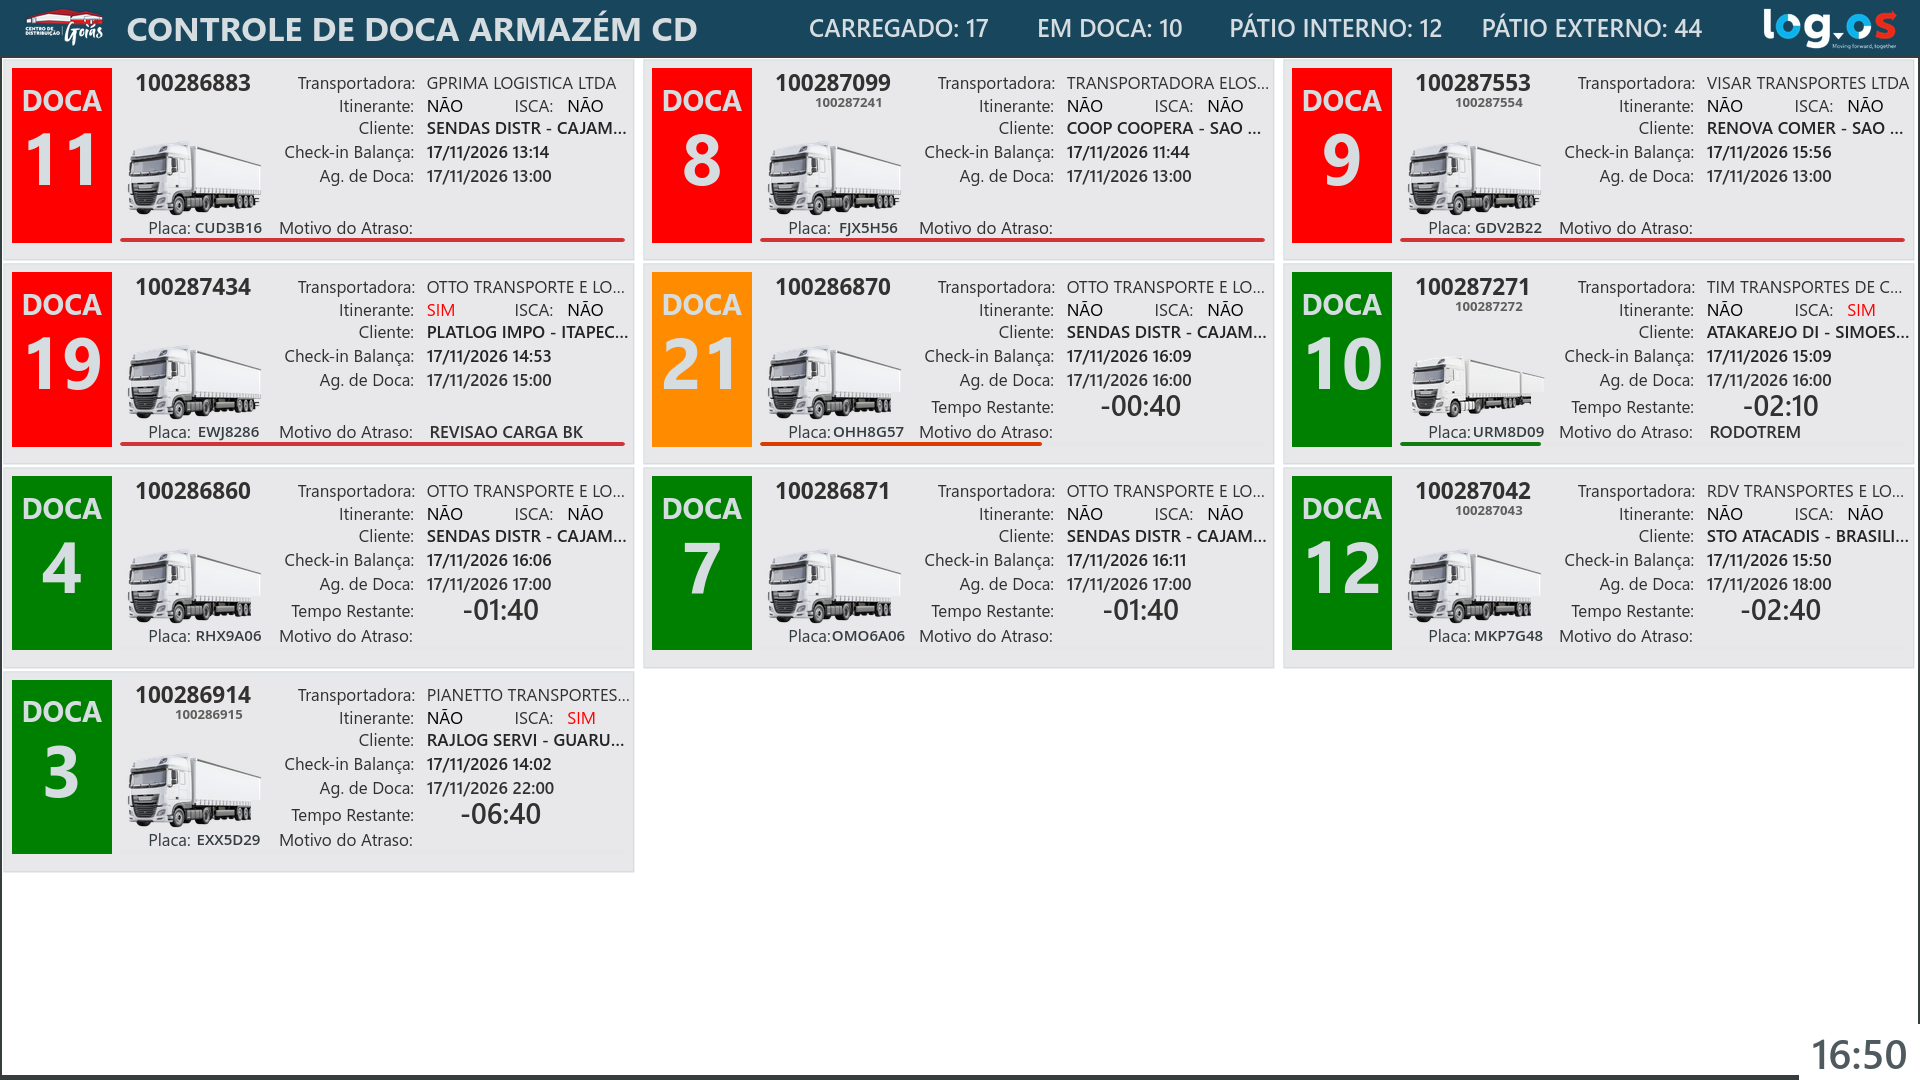 CENTRO DE DISTRIBUIÇÃO Goiás
CONTROLE DE DOCA ARMAZÉM CD
CARREGADO: 17
EM DOCA: 10
PÁTIO INTERNO: 12
PÁTIO EXTERNO: 44
log.os
Moving forward, together
DOCA
11
100286883
Transportadora: GPRIMA LOGISTICA LTDA
Itinerante: NÃO ISCA: NÃO
Cliente: SENDAS DISTR - CAJAM...
Check-in Balança: 17/11/2026 13:14
Ag. de Doca: 17/11/2026 13:00
Placa: CUD3B16 Motivo do Atraso:
DOCA
8
100287099
100287241
Transportadora: TRANSPORTADORA ELOS...
Itinerante: NÃO ISCA: NÃO
Cliente: COOP COOPERA - SAO ...
Check-in Balança: 17/11/2026 11:44
Ag. de Doca: 17/11/2026 13:00
Placa: FJX5H56 Motivo do Atraso:
DOCA
9
100287553
100287554
Transportadora: VISAR TRANSPORTES LTDA
Itinerante: NÃO ISCA: NÃO
Cliente: RENOVA COMER - SAO ...
Check-in Balança: 17/11/2026 15:56
Ag. de Doca: 17/11/2026 13:00
Placa: GDV2B22 Motivo do Atraso:
DOCA
19
100287434
Transportadora: OTTO TRANSPORTE E LO...
Itinerante: SIM ISCA: NÃO
Cliente: PLATLOG IMPO - ITAPEC...
Check-in Balança: 17/11/2026 14:53
Ag. de Doca: 17/11/2026 15:00
Placa: EWJ8286 Motivo do Atraso: REVISAO CARGA BK
DOCA
21
100286870
Transportadora: OTTO TRANSPORTE E LO...
Itinerante: NÃO ISCA: NÃO
Cliente: SENDAS DISTR - CAJAM...
Check-in Balança: 17/11/2026 16:09
Ag. de Doca: 17/11/2026 16:00
Tempo Restante: -00:40
Placa: OHH8G57 Motivo do Atraso:
DOCA
10
100287271
100287272
Transportadora: TIM TRANSPORTES DE C...
Itinerante: NÃO ISCA: SIM
Cliente: ATAKAREJO DI - SIMOES...
Check-in Balança: 17/11/2026 15:09
Ag. de Doca: 17/11/2026 16:00
Tempo Restante: -02:10
Placa: URM8D09 Motivo do Atraso: RODOTREM
DOCA
4
100286860
Transportadora: OTTO TRANSPORTE E LO...
Itinerante: NÃO ISCA: NÃO
Cliente: SENDAS DISTR - CAJAM...
Check-in Balança: 17/11/2026 16:06
Ag. de Doca: 17/11/2026 17:00
Tempo Restante: -01:40
Placa: RHX9A06 Motivo do Atraso:
DOCA
7
100286871
Transportadora: OTTO TRANSPORTE E LO...
Itinerante: NÃO ISCA: NÃO
Cliente: SENDAS DISTR - CAJAM...
Check-in Balança: 17/11/2026 16:11
Ag. de Doca: 17/11/2026 17:00
Tempo Restante: -01:40
Placa: OMO6A06 Motivo do Atraso:
DOCA
12
100287042
100287043
Transportadora: RDV TRANSPORTES E LO...
Itinerante: NÃO ISCA: NÃO
Cliente: STO ATACADIS - BRASILI...
Check-in Balança: 17/11/2026 15:50
Ag. de Doca: 17/11/2026 18:00
Tempo Restante: -02:40
Placa: MKP7G48 Motivo do Atraso:
DOCA
3
100286914
100286915
Transportadora: PIANETTO TRANSPORTES...
Itinerante: NÃO ISCA: SIM
Cliente: RAJLOG SERVI - GUARU...
Check-in Balança: 17/11/2026 14:02
Ag. de Doca: 17/11/2026 22:00
Tempo Restante: -06:40
Placa: EXX5D29 Motivo do Atraso:
16:50